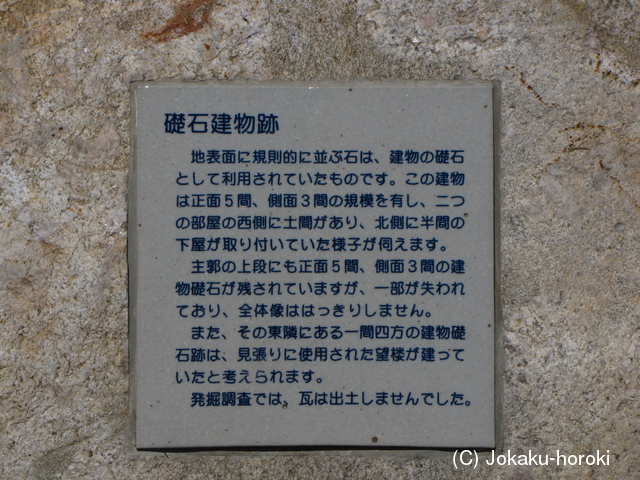 礎石建物跡
地表面に規則的に並ぶ石は、建物の礎石
として利用されていたものです。この建物
は正面5間、側面3間の規模を有し、二つ
の部屋の西側に土間があり、北側に半間の
下屋が取り付いていた様子が伺えます。
主郭の上段にも正面5間、側面3間の建
物礎石が残されていますが、一部が失われ
ており、全体像ははっきりしません。
また、その東隣にある一間四方の建物礎
石跡は、見張りに使用された望楼が建って
いたと考えられます。
発掘調査では、瓦は出土しませんでした。
(C) Jokaku-horoki